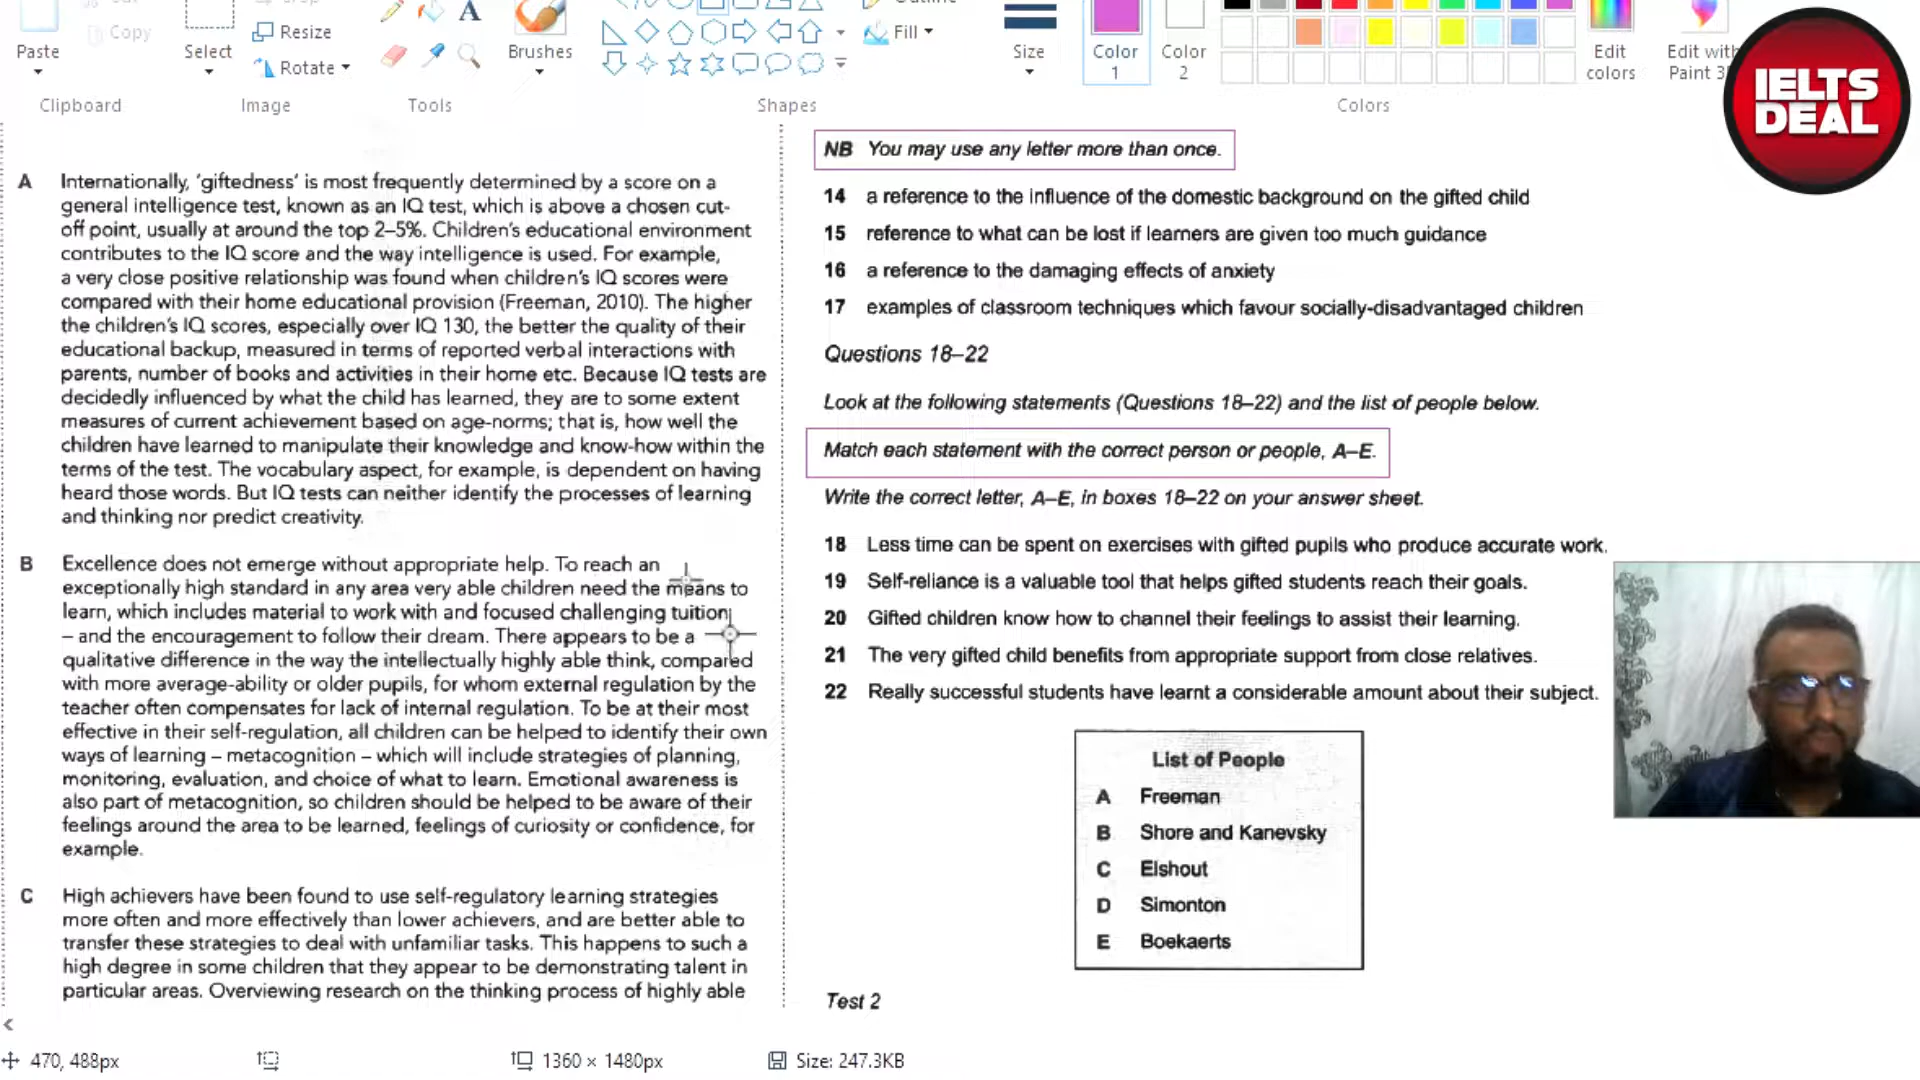 Paste
Copy
Clipboard
Select
Resize
Rotate
Image
Tools
A
Brushes
Fill
Shapes
Size
Color
1
Color
2
Colors
Edit
colors
Edit with
Paint 3
IELTS
DEAL
A Internationally, 'giftedness' is most frequently determined by a score on a
general intelligence test, known as an IQ test, which is above a chosen cut-
off point, usually at around the top 2–5%. Children's educational environment
contributes to the IQ score and the way intelligence is used. For example,
a very close positive relationship was found when children's IQ scores were
compared with their home educational provision (Freeman, 2010). The higher
the children's IQ scores, especially over IQ 130, the better the quality of their
educational backup, measured in terms of reported verbal interactions with
parents, number of books and activities in their home etc. Because IQ tests are
decidedly influenced by what the child has learned, they are to some extent
measures of current achievement based on age-norms; that is, how well the
children have learned to manipulate their knowledge and know-how within the
terms of the test. The vocabulary aspect, for example, is dependent on having
heard those words. But IQ tests can neither identify the processes of learning
and thinking nor predict creativity.
B Excellence does not emerge without appropriate help. To reach an
exceptionally high standard in any area very able children need the means to
learn, which includes material to work with and focused challenging tuition
– and the encouragement to follow their dream. There appears to be a
qualitative difference in the way the intellectually highly able think, compared
with more average-ability or older pupils, for whom external regulation by the
teacher often compensates for lack of internal regulation. To be at their most
effective in their self-regulation, all children can be helped to identify their own
ways of learning – metacognition – which will include strategies of planning,
monitoring, evaluation, and choice of what to learn. Emotional awareness is
also part of metacognition, so children should be helped to be aware of their
feelings around the area to be learned, feelings of curiosity or confidence, for
example.
C High achievers have been found to use self-regulatory learning strategies
more often and more effectively than lower achievers, and are better able to
transfer these strategies to deal with unfamiliar tasks. This happens to such a
high degree in some children that they appear to be demonstrating talent in
particular areas. Overviewing research on the thinking process of highly able
NB You may use any letter more than once.
14 a reference to the influence of the domestic background on the gifted child
15 reference to what can be lost if learners are given too much guidance
16 a reference to the damaging effects of anxiety
17 examples of classroom techniques which favour socially-disadvantaged children
Questions 18–22
Look at the following statements (Questions 18–22) and the list of people below.
Match each statement with the correct person or people, A–E.
Write the correct letter, A–E, in boxes 18–22 on your answer sheet.
18 Less time can be spent on exercises with gifted pupils who produce accurate work.
19 Self-reliance is a valuable tool that helps gifted students reach their goals.
20 Gifted children know how to channel their feelings to assist their learning.
21 The very gifted child benefits from appropriate support from close relatives.
22 Really successful students have learnt a considerable amount about their subject.
List of People
A Freeman
B Shore and Kanevsky
C Elshout
D Simonton
E Boekaerts
Test 2
470, 488px
1360 × 1480px
Size: 247.3KB